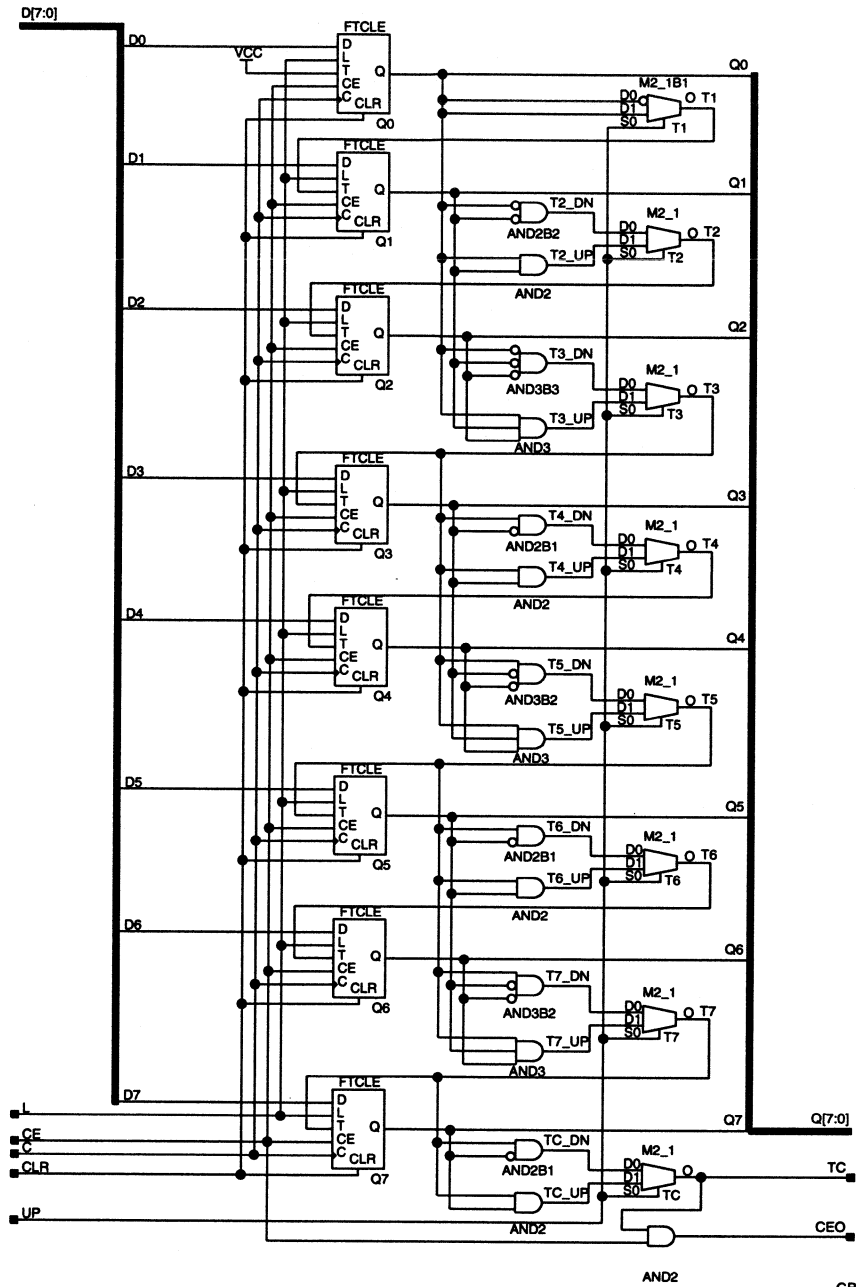 D[7:0]
FTCLE
D0
VCC
D
L
T
CE
C
CLR
Q
Q0
Q0
M2_1B1
D0
D1
S0
O
T1
T1
FTCLE
D1
D
L
T
CE
C
CLR
Q
Q1
Q1
T2_DN
AND2B2
T2_UP
AND2
M2_1
D0
D1
S0
O
T2
T2
FTCLE
D2
D
L
T
CE
C
CLR
Q
Q2
Q2
T3_DN
AND3B3
T3_UP
AND3
M2_1
D0
D1
S0
O
T3
T3
FTCLE
D3
D
L
T
CE
C
CLR
Q
Q3
Q3
T4_DN
AND2B1
T4_UP
AND2
M2_1
D0
D1
S0
O
T4
T4
FTCLE
D4
D
L
T
CE
C
CLR
Q
Q4
Q4
T5_DN
AND3B2
T5_UP
AND3
M2_1
D0
D1
S0
O
T5
T5
FTCLE
D5
D
L
T
CE
C
CLR
Q
Q5
Q5
T6_DN
AND2B1
T6_UP
AND2
M2_1
D0
D1
S0
O
T6
T6
FTCLE
D6
D
L
T
CE
C
CLR
Q
Q6
Q6
T7_DN
AND3B2
T7_UP
AND3
M2_1
D0
D1
S0
O
T7
T7
FTCLE
D7
D
L
T
CE
C
CLR
Q
Q7
Q7
Q[7:0]
L
CE
C
CLR
UP
TC_DN
AND2B1
TC_UP
AND2
M2_1
D0
D1
S0
O
TC
TC
CEO
AND2